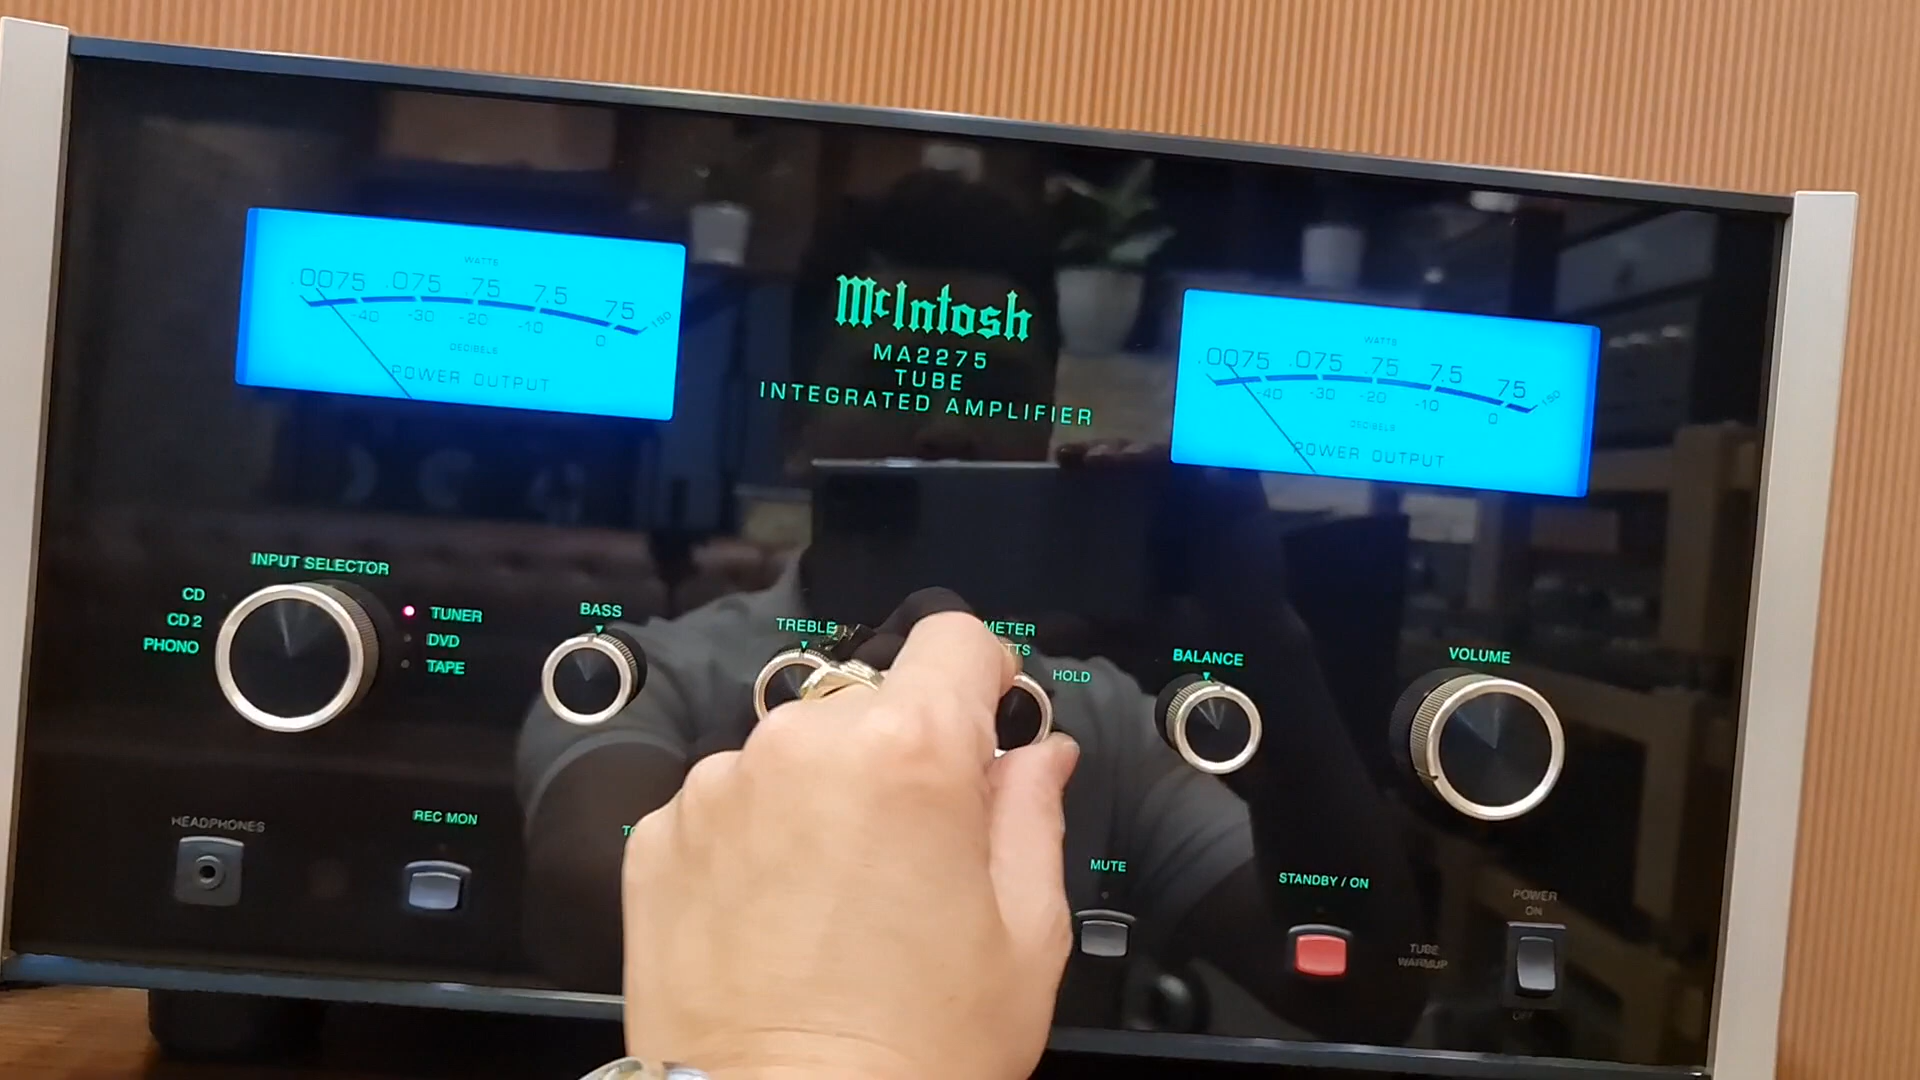 WATTS
.0075 .075 .75 7.5 75 150
-40 -30 -20 -10 0
DECIBELS
POWER OUTPUT
McIntosh
MA2275
TUBE
INTEGRATED AMPLIFIER
WATTS
.0075 .075 .75 7.5 75 150
-40 -30 -20 -10 0
DECIBELS
POWER OUTPUT
INPUT SELECTOR
CD
CD 2
PHONO
TUNER
DVD
TAPE
BASS
TREBLE
METER
HOLD
BALANCE
VOLUME
HEADPHONES
REC MON
MUTE
STANDBY / ON
TUBE
WARMUP
POWER
ON
OFF